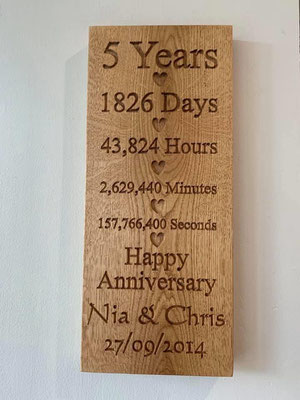 5 Years
1826 Days
43,824 Hours
2,629,440 Minutes
157,766,400 Seconds
Happy
Anniversary
Nia & Chris
27/09/2014